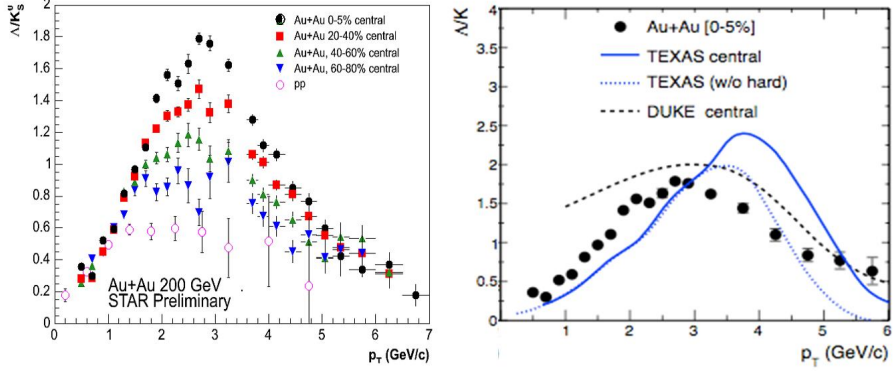 Λ/K⁰s
2
1.8
1.6
1.4
1.2
1
0.8
0.6
0.4
0.2
0
Au+Au 0-5% central
Au+Au 20-40% central
Au+Au, 40-60% central
Au+Au, 60-80% central
pp
Au+Au 200 GeV
STAR Preliminary
0 1 2 3 4 5 6 7
pT (GeV/c)
Λ/K
4
3.5
3
2.5
2
1.5
1
0.5
0
Au+Au [0-5%]
TEXAS central
TEXAS (w/o hard)
DUKE central
1 2 3 4 5 6
pT (GeV/c)